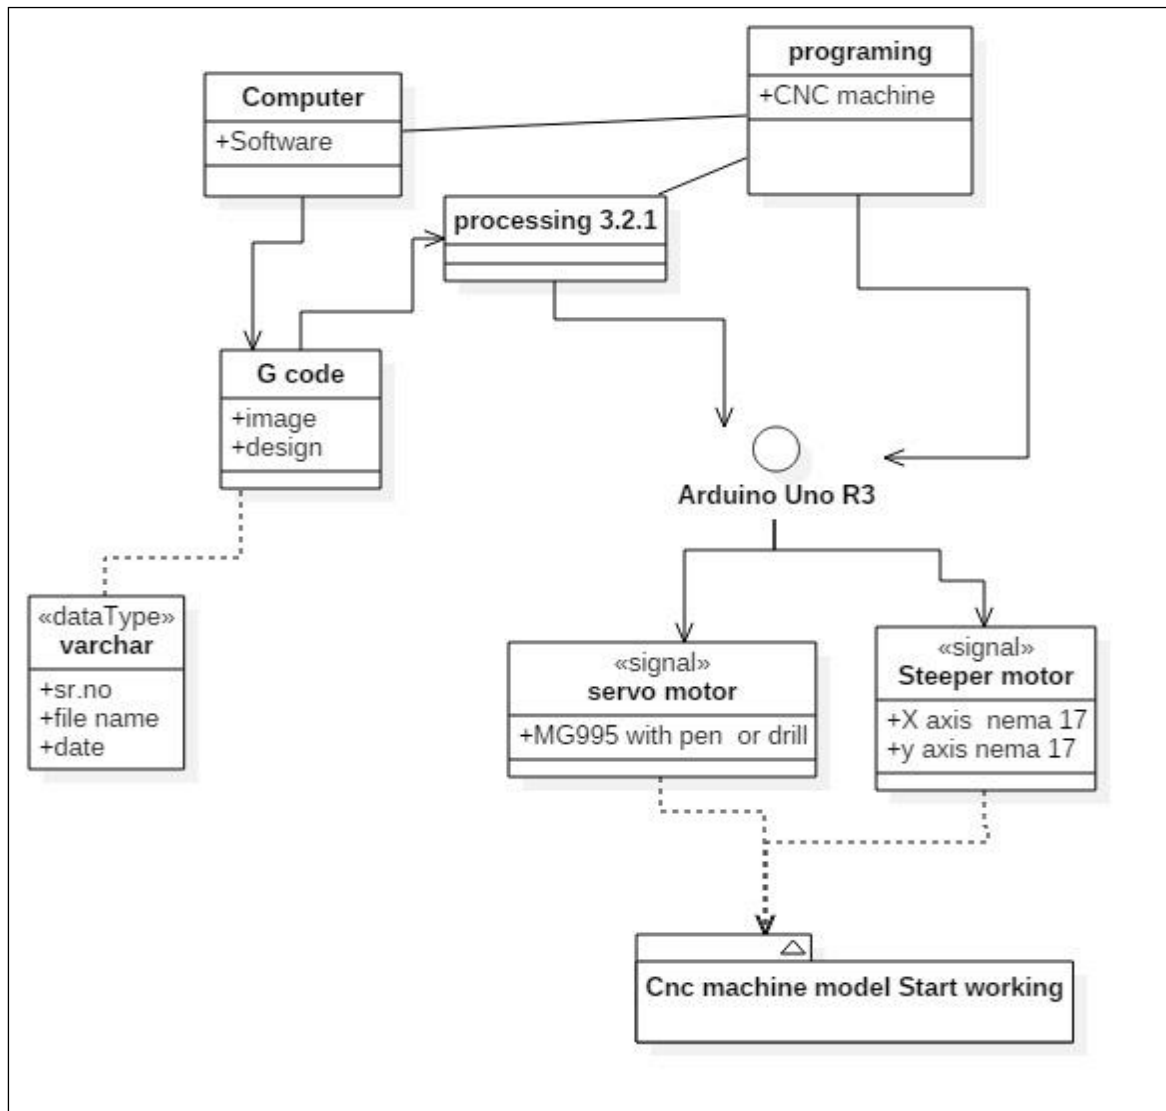 programing
+CNC machine
Computer
+Software
processing 3.2.1
G code
+image
+design
Arduino Uno R3
«dataType»
varchar
+sr.no
+file name
+date
«signal»
servo motor
+MG995 with pen  or drill
«signal»
Steeper motor
+X axis  nema 17
+y axis nema 17
Cnc machine model Start working